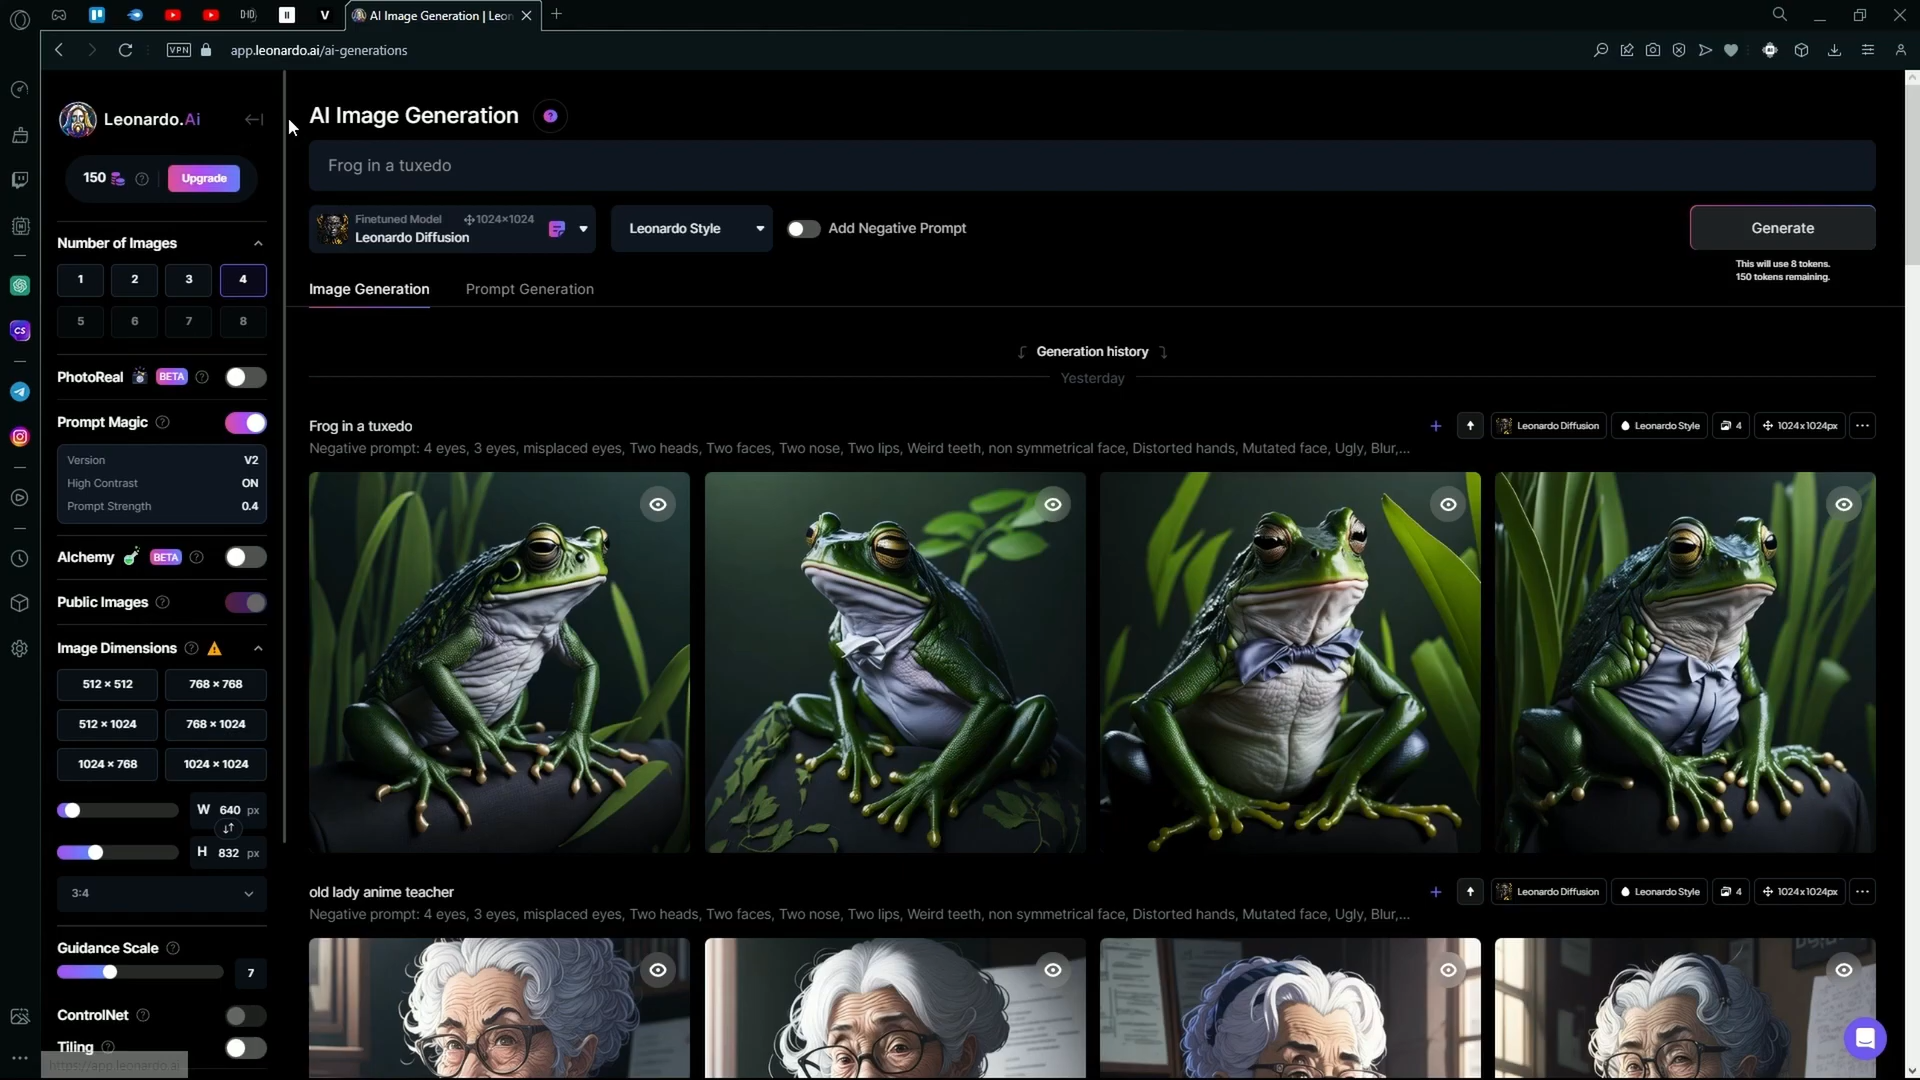 AI Image Generation | Leon
VPN
app.leonardo.ai/ai-generations
Leonardo.Ai
150
Upgrade
Number of Images
1 2 3 4
5 6 7 8
PhotoReal BETA
Prompt Magic
Version V2
High Contrast ON
Prompt Strength 0.4
Alchemy BETA
Public Images
Image Dimensions
512 × 512 768 × 768
512 × 1024 768 × 1024
1024 × 768 1024 × 1024
W 640 px
H 832 px
3:4
Guidance Scale
7
ControlNet
Tiling
https://app.leonardo.ai
AI Image Generation
Frog in a tuxedo
Finetuned Model 1024×1024
Leonardo Diffusion
Leonardo Style
Add Negative Prompt
Generate
This will use 8 tokens.
150 tokens remaining.
Image Generation Prompt Generation
Generation history
Yesterday
Frog in a tuxedo
Leonardo Diffusion Leonardo Style 4 1024x1024px
Negative prompt: 4 eyes, 3 eyes, misplaced eyes, Two heads, Two faces, Two nose, Two lips, Weird teeth, non symmetrical face, Distorted hands, Mutated face, Ugly, Blur,...
old lady anime teacher
Leonardo Diffusion Leonardo Style 4 1024x1024px
Negative prompt: 4 eyes, 3 eyes, misplaced eyes, Two heads, Two faces, Two nose, Two lips, Weird teeth, non symmetrical face, Distorted hands, Mutated face, Ugly, Blur,...